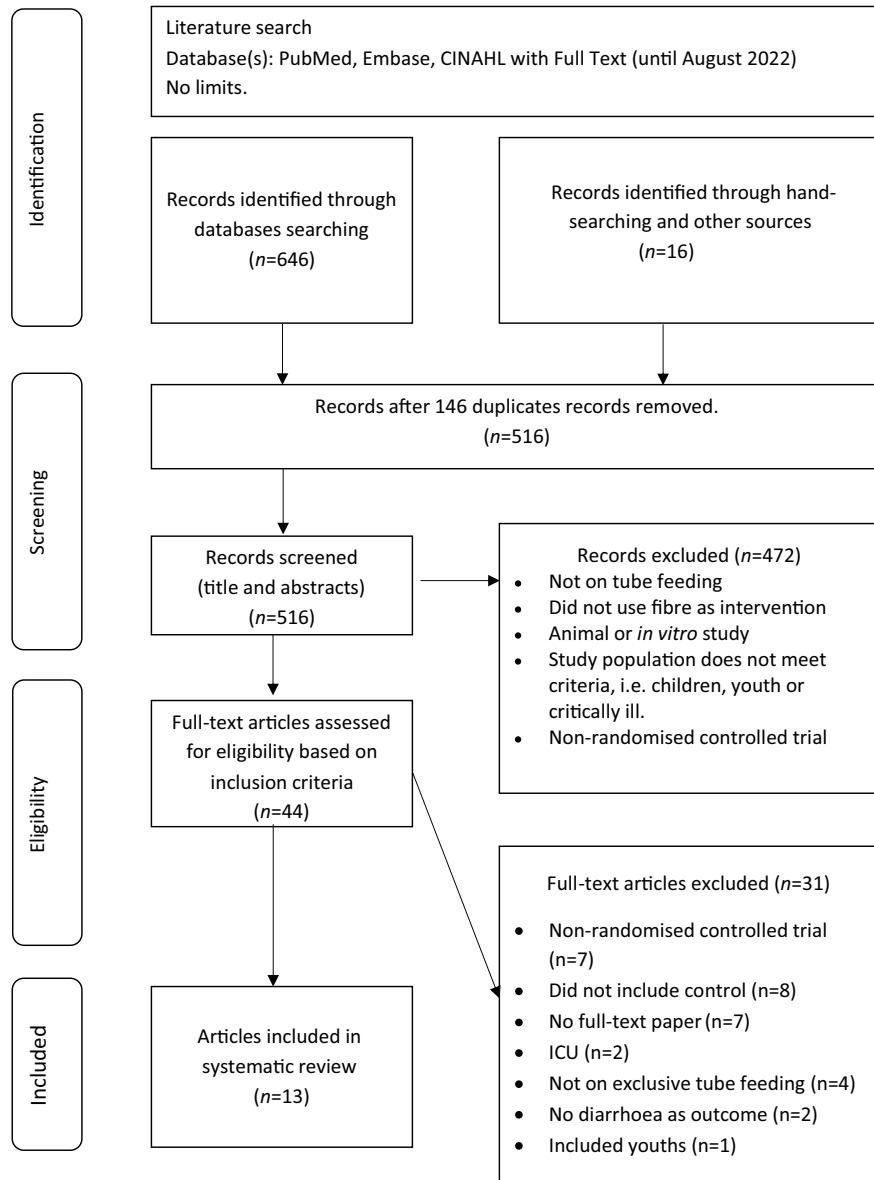 Literature search
Database(s): PubMed, Embase, CINAHL with Full Text (until August 2022)
No limits.
Identification
Records identified through
databases searching
(n=646)
Records identified through hand-
searching and other sources
(n=16)
Screening
Records after 146 duplicates records removed.
(n=516)
Records screened
(title and abstracts)
(n=516)
Records excluded (n=472)
• Not on tube feeding
• Did not use fibre as intervention
• Animal or in vitro study
• Study population does not meet
criteria, i.e. children, youth or
critically ill.
• Non-randomised controlled trial
Eligibility
Full-text articles assessed
for eligibility based on
inclusion criteria
(n=44)
Full-text articles excluded (n=31)
• Non-randomised controlled trial
(n=7)
• Did not include control (n=8)
• No full-text paper (n=7)
• ICU (n=2)
• Not on exclusive tube feeding (n=4)
• No diarrhoea as outcome (n=2)
• Included youths (n=1)
Included
Articles included in
systematic review
(n=13)